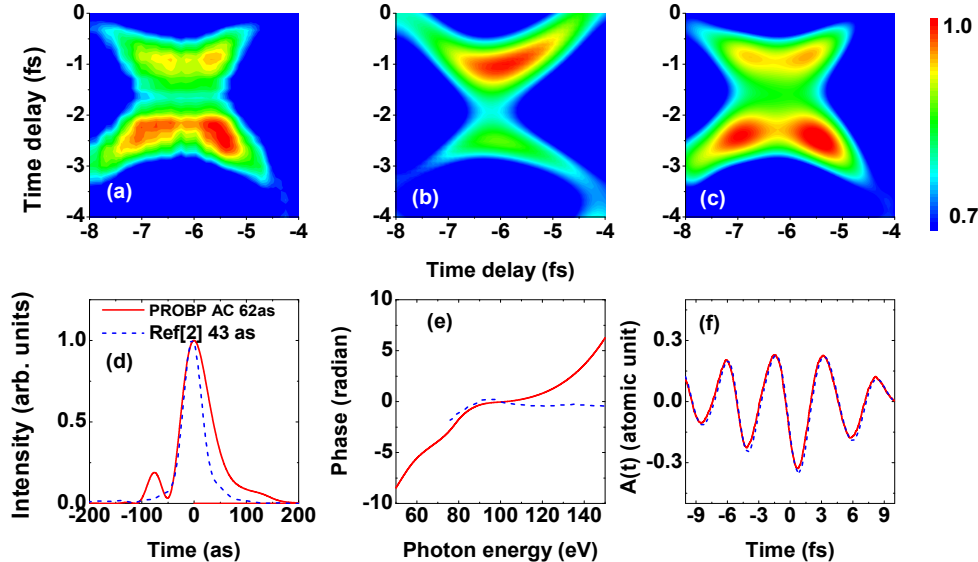 0
-1
-2
-3
-4
Time delay (fs)
(a)
-8 -7 -6 -5 -4
0
-1
-2
-3
-4
(b)
-8 -7 -6 -5 -4
0
-1
-2
-3
-4
(c)
-8 -7 -6 -5 -4
1.0
0.7
Time delay (fs)
Intensity (arb. units)
1.0
0.5
0.0
PROBP AC 62as
Ref[2] 43 as
(d)
-200 -100 0 100 200
Time (as)
Phase (radian)
10
5
0
-5
-10
(e)
60 80 100 120 140
Photon energy (eV)
A(t) (atomic unit)
0.3
0.0
-0.3
(f)
-9 -6 -3 0 3 6 9
Time (fs)